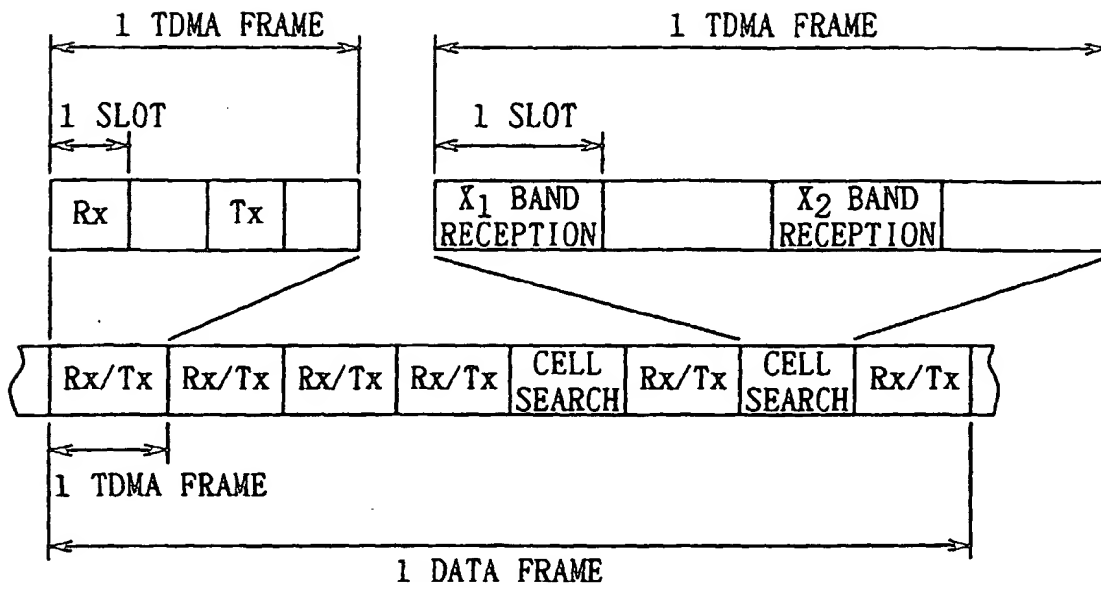 1 TDMA FRAME
1 TDMA FRAME
1 SLOT
1 SLOT
Rx
Tx
X1 BAND
RECEPTION
X2 BAND
RECEPTION
Rx/Tx
Rx/Tx
Rx/Tx
Rx/Tx
CELL
SEARCH
Rx/Tx
CELL
SEARCH
Rx/Tx
1 TDMA FRAME
1 DATA FRAME